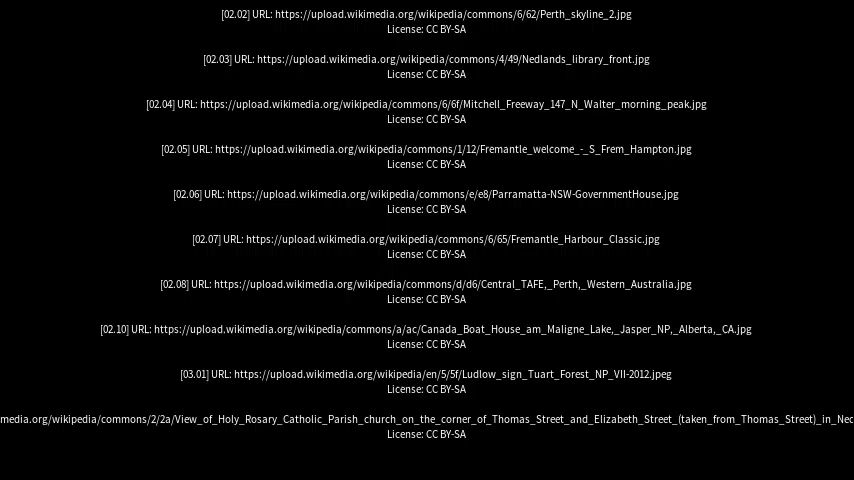 [02.02] URL: https://upload.wikimedia.org/wikipedia/commons/6/62/Perth_skyline_2.jpg
License: CC BY-SA
[02.03] URL: https://upload.wikimedia.org/wikipedia/commons/4/49/Nedlands_library_front.jpg
License: CC BY-SA
[02.04] URL: https://upload.wikimedia.org/wikipedia/commons/6/6f/Mitchell_Freeway_147_N_Walter_morning_peak.jpg
License: CC BY-SA
[02.05] URL: https://upload.wikimedia.org/wikipedia/commons/1/12/Fremantle_welcome_-_S_Frem_Hampton.jpg
License: CC BY-SA
[02.06] URL: https://upload.wikimedia.org/wikipedia/commons/e/e8/Parramatta-NSW-GovernmentHouse.jpg
License: CC BY-SA
[02.07] URL: https://upload.wikimedia.org/wikipedia/commons/6/65/Fremantle_Harbour_Classic.jpg
License: CC BY-SA
[02.08] URL: https://upload.wikimedia.org/wikipedia/commons/d/d6/Central_TAFE,_Perth,_Western_Australia.jpg
License: CC BY-SA
[02.10] URL: https://upload.wikimedia.org/wikipedia/commons/a/ac/Canada_Boat_House_am_Maligne_Lake,_Jasper_NP,_Alberta,_CA.jpg
License: CC BY-SA
[03.01] URL: https://upload.wikimedia.org/wikipedia/en/5/5f/Ludlow_sign_Tuart_Forest_NP_VII-2012.jpeg
License: CC BY-SA
media.org/wikipedia/commons/2/2a/View_of_Holy_Rosary_Catholic_Parish_church_on_the_corner_of_Thomas_Street_and_Elizabeth_Street_(taken_from_Thomas_Street)_in_Ned
License: CC BY-SA